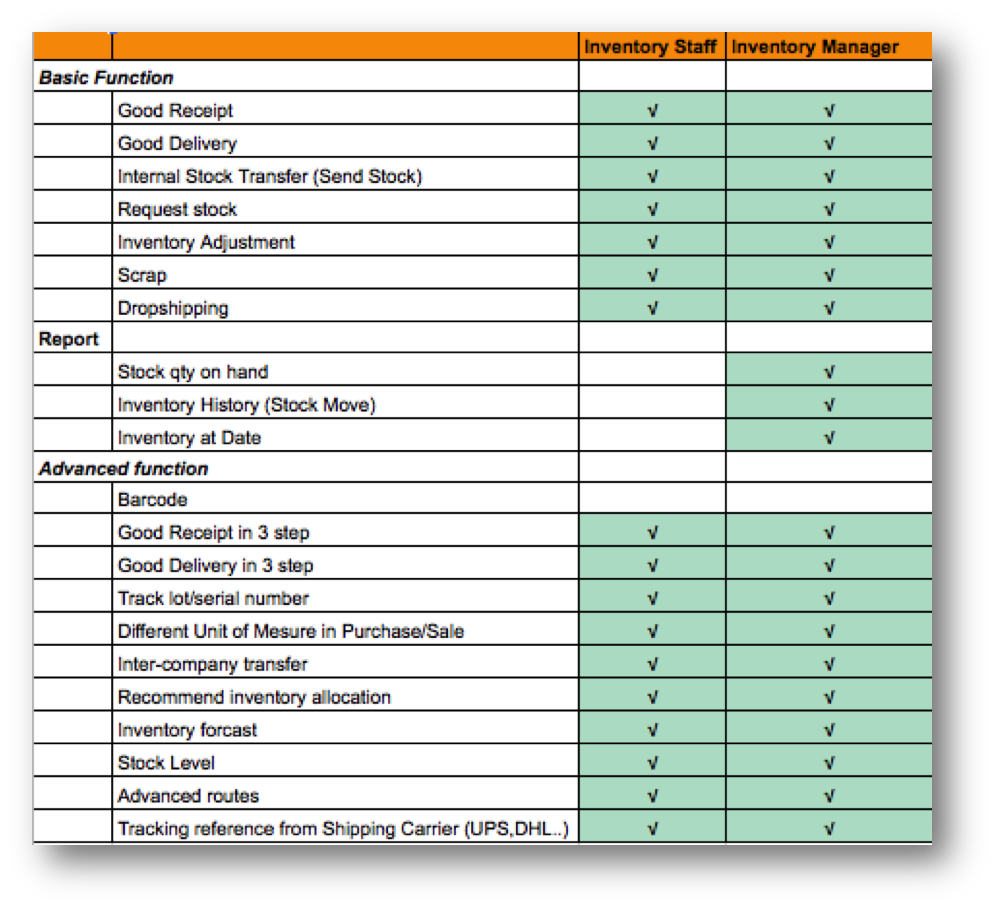 Inventory Staff Inventory Manager
Basic Function
Good Receipt √ √
Good Delivery √ √
Internal Stock Transfer (Send Stock) √ √
Request stock √ √
Inventory Adjustment √ √
Scrap √ √
Dropshipping √ √
Report
Stock qty on hand √
Inventory History (Stock Move) √
Inventory at Date √
Advanced function
Barcode
Good Receipt in 3 step √ √
Good Delivery in 3 step √ √
Track lot/serial number √ √
Different Unit of Mesure in Purchase/Sale √ √
Inter-company transfer √ √
Recommend inventory allocation √ √
Inventory forcast √ √
Stock Level √ √
Advanced routes √ √
Tracking reference from Shipping Carrier (UPS,DHL..) √ √